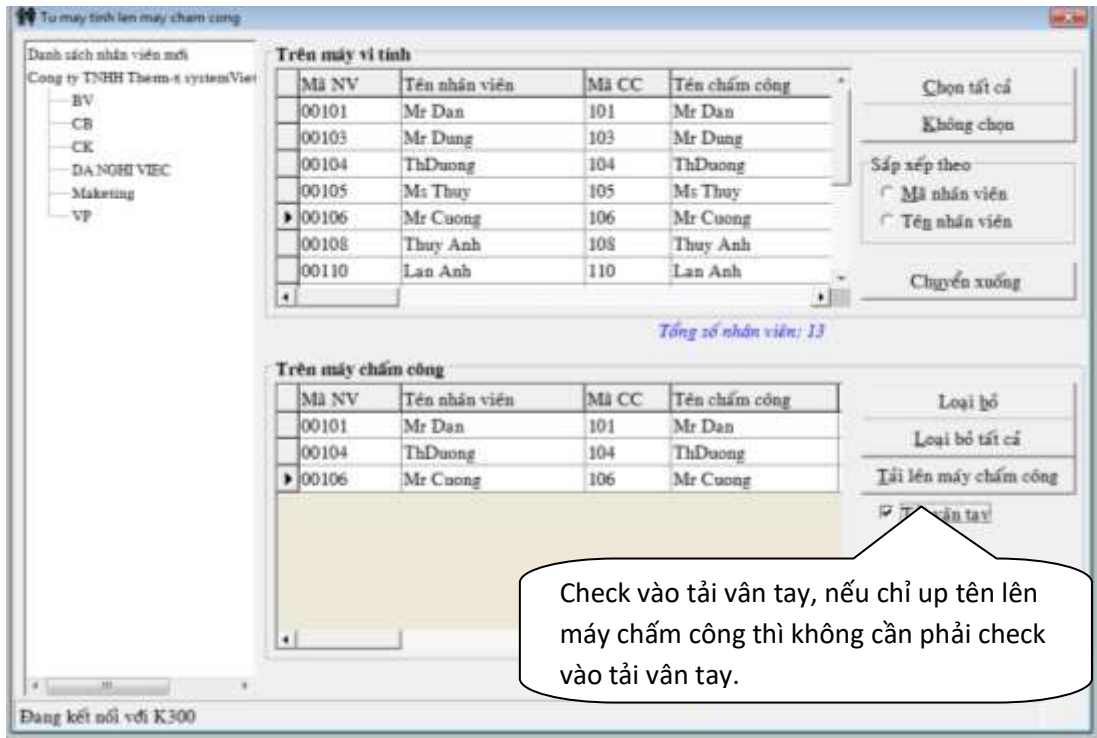 Tu may tinh len may cham cong
Danh sách nhân viên mới
Cong ty TNHH Therm-x systemViet
BV
CB
CK
DA NGHI VIEC
Maketing
VP
Trên máy vi tính
Mã NV Tên nhân viên Mã CC Tên chấm công
00101 Mr Dan 101 Mr Dan
00103 Mr Dung 103 Mr Dung
00104 ThDuong 104 ThDuong
00105 Ms Thuy 105 Ms Thuy
00106 Mr Cuong 106 Mr Cuong
00108 Thuy Anh 108 Thuy Anh
00110 Lan Anh 110 Lan Anh
Tổng số nhân viên: 13
Chọn tất cả
Không chọn
Sắp xếp theo
Mã nhân viên
Tên nhân viên
Chuyển xuống
Trên máy chấm công
Mã NV Tên nhân viên Mã CC Tên chấm công
00101 Mr Dan 101 Mr Dan
00104 ThDuong 104 ThDuong
00106 Mr Cuong 106 Mr Cuong
Loại bỏ
Loại bỏ tất cả
Tải lên máy chấm công
vân tay
Check vào tải vân tay, nếu chỉ up tên lên
máy chấm công thì không cần phải check
vào tải vân tay.
Đang kết nối với K300